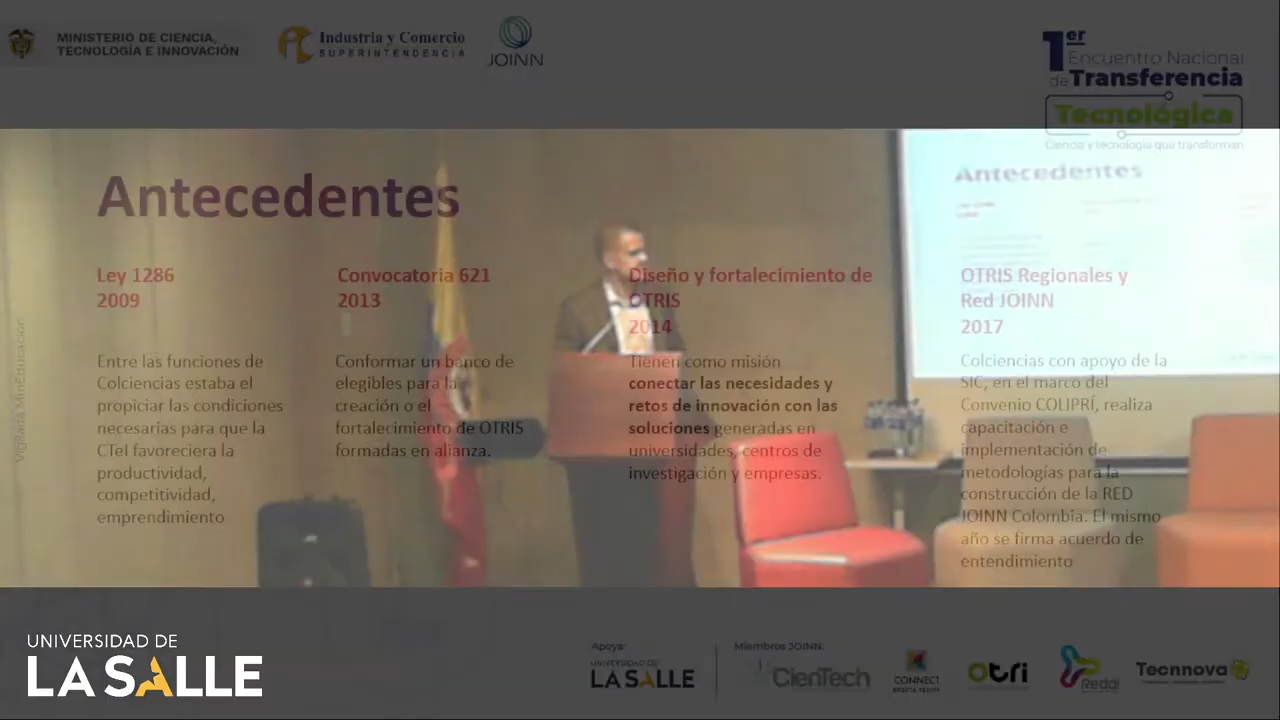 MINISTERIO DE CIENCIA,
TECNOLOGÍA E INNOVACIÓN
Industria y Comercio
SUPERINTENDENCIA
JOINN
1er
Encuentro Nacional
de Transferencia
Tecnológica
Ciencia y tecnología que transforman
Antecedentes
Antecedentes
Ley 1286
2009
Entre las funciones de
Colciencias estaba el
propiciar las condiciones
necesarias para que la
CTeI favoreciera la
productividad,
competitividad,
emprendimiento
Convocatoria 621
2013
Conformar un banco de
elegibles para la
creación o el
fortalecimiento de OTRIS
formadas en alianza.
Diseño y fortalecimiento de
OTRIS
2014
Tienen como misión
conectar las necesidades y
retos de innovación con las
soluciones generadas en
universidades, centros de
investigación y empresas.
OTRIS Regionales y
Red JOINN
2017
Colciencias con apoyo de la
SIC, en el marco del
Convenio COLIPRÍ, realiza
capacitación e
implementación de
metodologías para la
construcción de la RED
JOINN Colombia. El mismo
año se firma acuerdo de
entendimiento
Vigilada MinEducación
UNIVERSIDAD DE
LA SALLE
Apoya:
UNIVERSIDAD DE
LA SALLE
Miembros JOINN:
CienTech
CONNECT
BOGOTÁ REGIÓN
otri
Reddi
Tecnnova